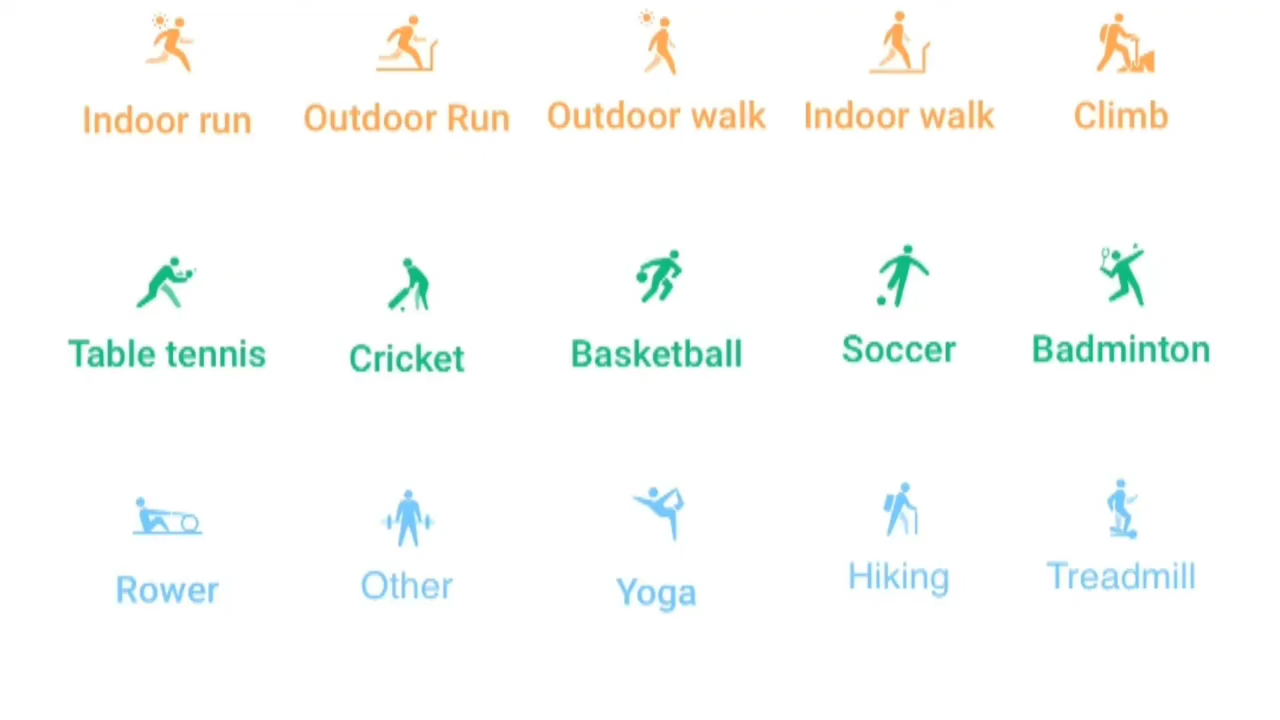 Indoor run
Outdoor Run
Outdoor walk
Indoor walk
Climb
Table tennis
Cricket
Basketball
Soccer
Badminton
Rower
Other
Yoga
Hiking
Treadmill